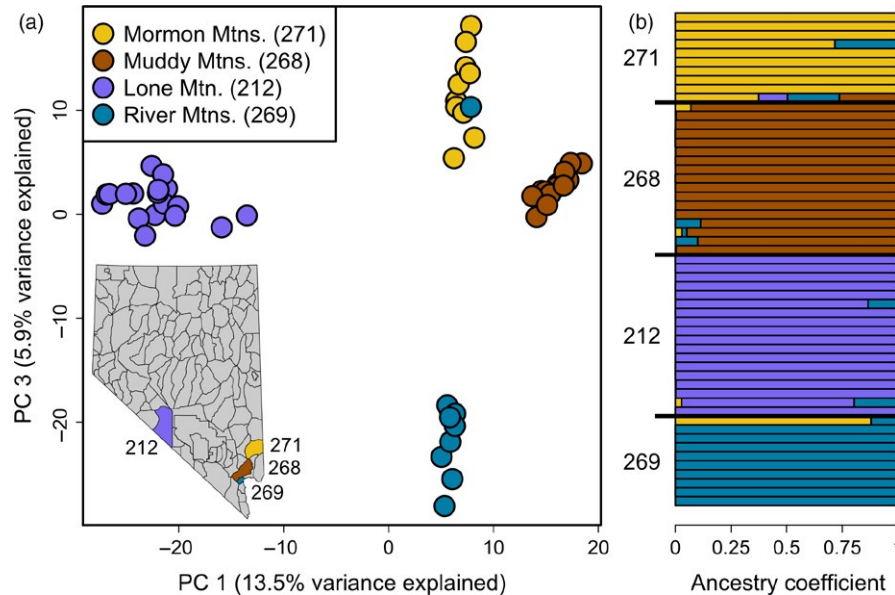 (a)
Mormon Mtns. (271)
Muddy Mtns. (268)
Lone Mtn. (212)
River Mtns. (269)
PC 3 (5.9% variance explained)
10
0
−10
−20
212
271
268
269
−20
−10
0
10
20
PC 1 (13.5% variance explained)
(b)
271
268
212
269
0
0.25
0.75
1
Ancestry coefficient